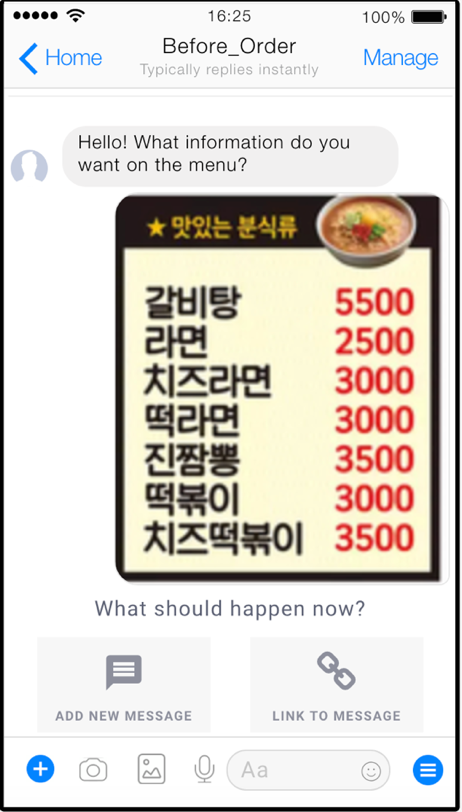 16:25
100%
Home
Before_Order
Manage
Typically replies instantly
Hello! What information do you
want on the menu?
★ 맛있는 분식류
갈비탕 5500
라면 2500
치즈라면 3000
떡라면 3000
진짬뽕 3500
떡볶이 3000
치즈떡볶이 3500
What should happen now?
ADD NEW MESSAGE
LINK TO MESSAGE
Aa